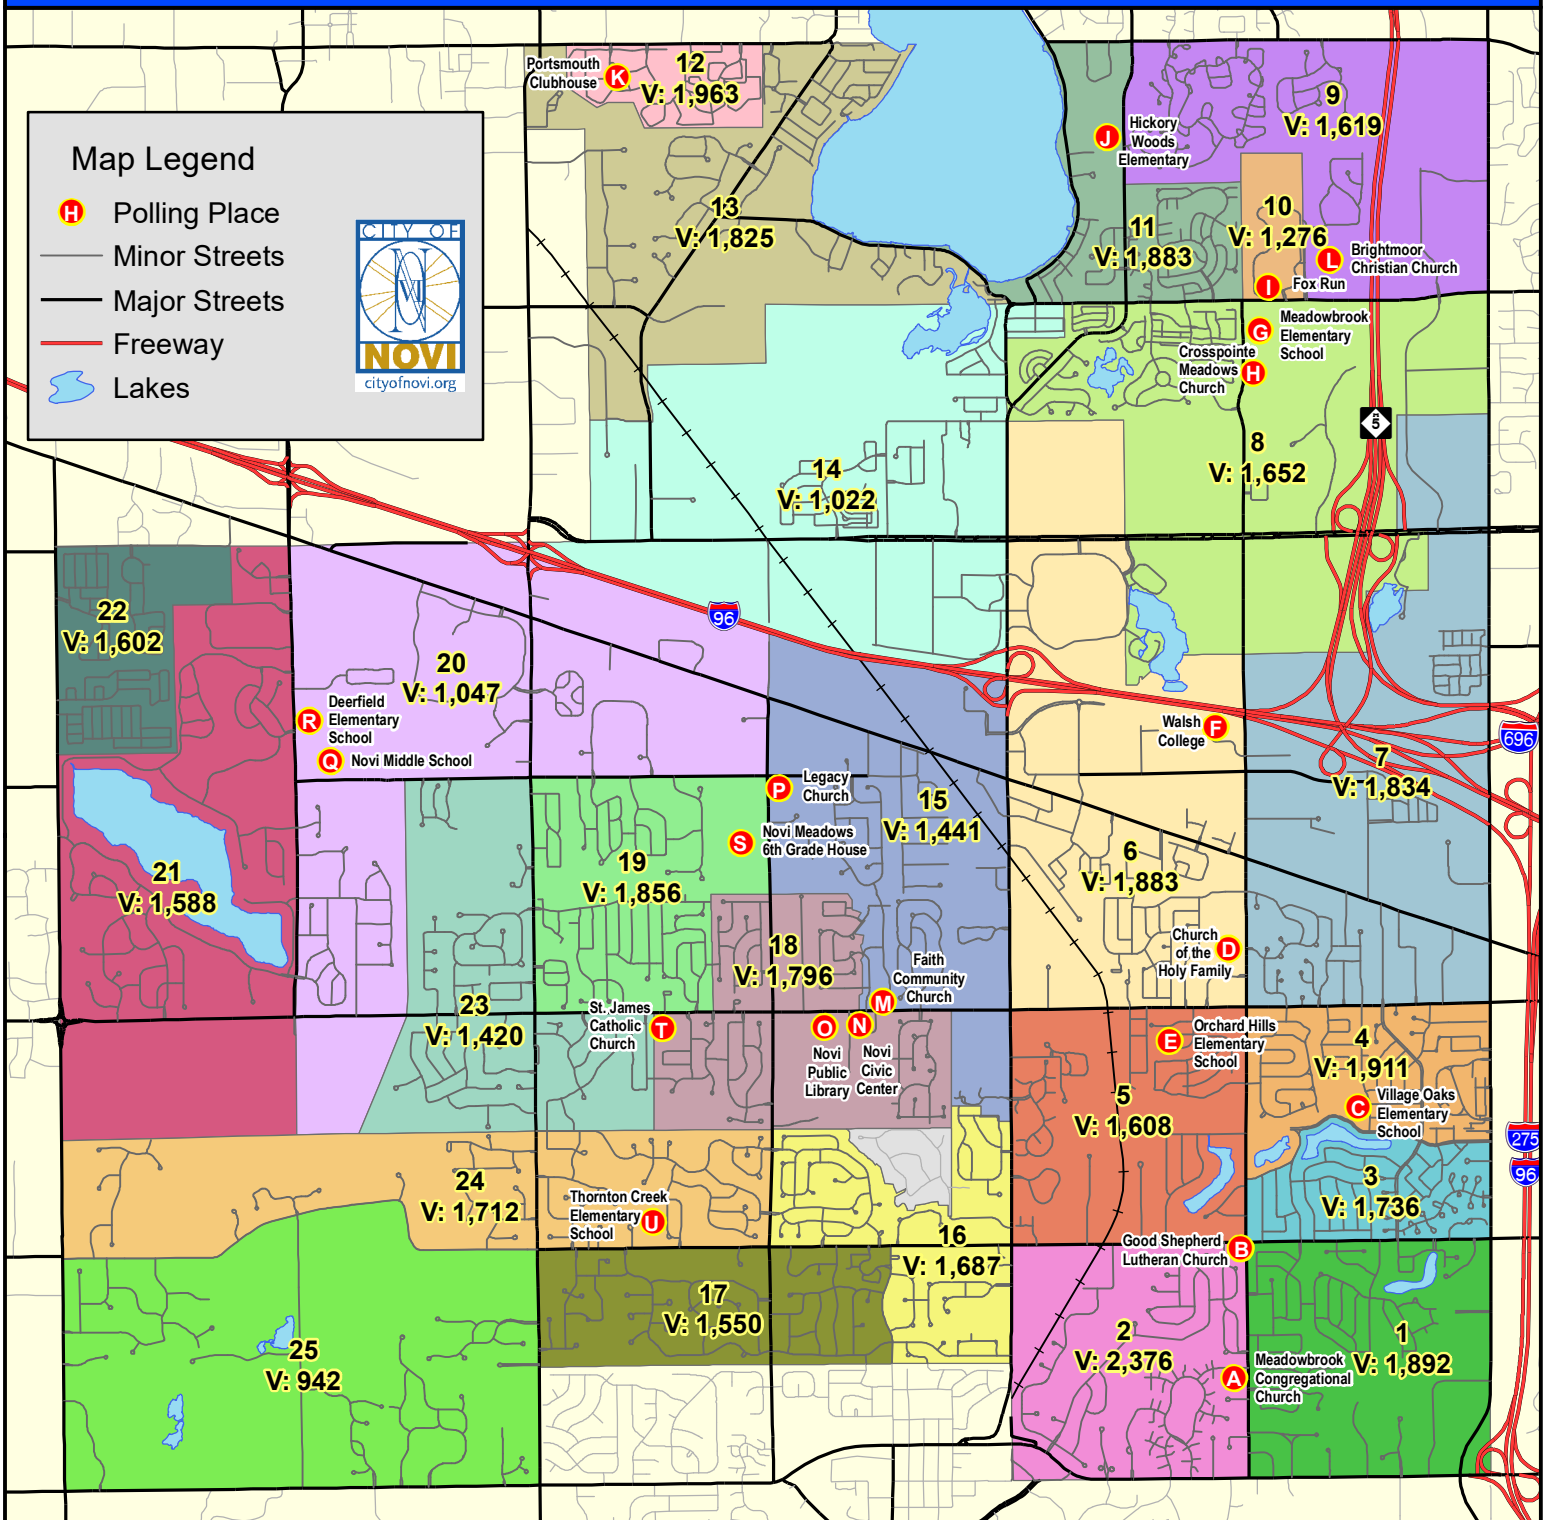 Map Legend
H Polling Place
Minor Streets
Major Streets
Freeway
Lakes
CITY OF
NOVI
cityofnovi.org
Portsmouth
Clubhouse
K
12
V: 1,963
13
V: 1,825
J
Hickory
Woods
Elementary
9
V: 1,619
10
V: 1,276
11
V: 1,883
L
Brightmoor
Christian Church
I
Fox Run
G
Meadowbrook
Elementary
School
Crosspointe
Meadows
Church
H
M
5
8
V: 1,652
14
V: 1,022
96
22
V: 1,602
20
V: 1,047
R
Deerfield
Elementary
School
Q
Novi Middle School
Walsh
College
F
696
7
V: 1,834
P
Legacy
Church
S
Novi Meadows
6th Grade House
15
V: 1,441
6
V: 1,883
21
V: 1,588
19
V: 1,856
18
V: 1,796
Church
of the
Holy Family
D
Faith
Community
Church
M
23
V: 1,420
St. James
Catholic
Church
T
O
Novi
Public
Library
N
Novi
Civic
Center
E
Orchard Hills
Elementary
School
4
V: 1,911
5
V: 1,608
C
Village Oaks
Elementary
School
275
96
3
V: 1,736
24
V: 1,712
Thornton Creek
Elementary
School
U
16
V: 1,687
Good Shepherd
Lutheran Church
B
17
V: 1,550
2
V: 2,376
1
V: 1,892
A
Meadowbrook
Congregational
Church
25
V: 942